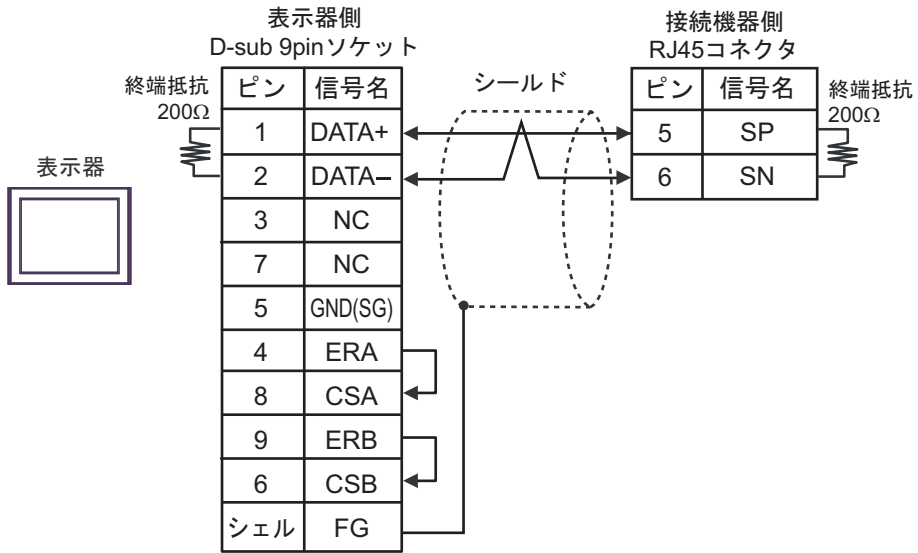 表示器側
D-sub 9pinソケット
接続機器側
RJ45コネクタ
終端抵抗
200Ω
ピン 信号名
シールド
ピン 信号名
終端抵抗
200Ω
1 DATA+
5 SP
表示器
2 DATA−
6 SN
3 NC
7 NC
5 GND(SG)
4 ERA
8 CSA
9 ERB
6 CSB
シェル FG